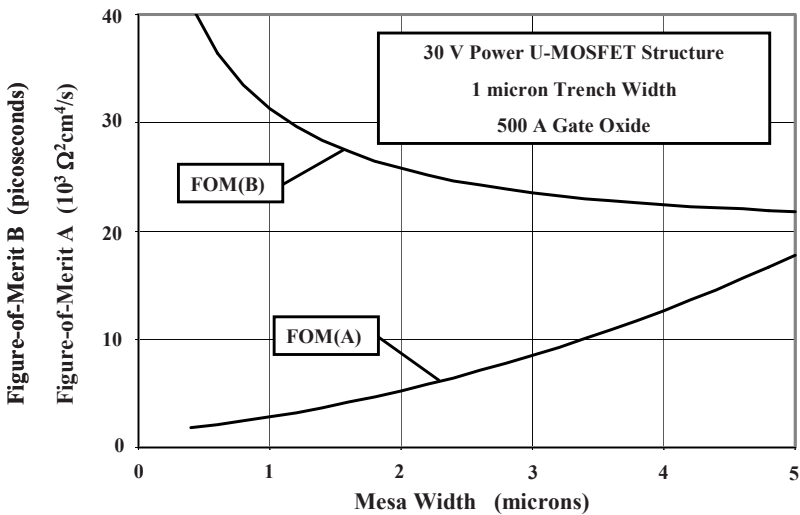 40
30
20
10
0
Figure-of-Merit B (picoseconds)
Figure-of-Merit A (10³ Ω²cm⁴/s)
30 V Power U-MOSFET Structure
1 micron Trench Width
500 A Gate Oxide
FOM(B)
FOM(A)
0 1 2 3 4 5
Mesa Width (microns)